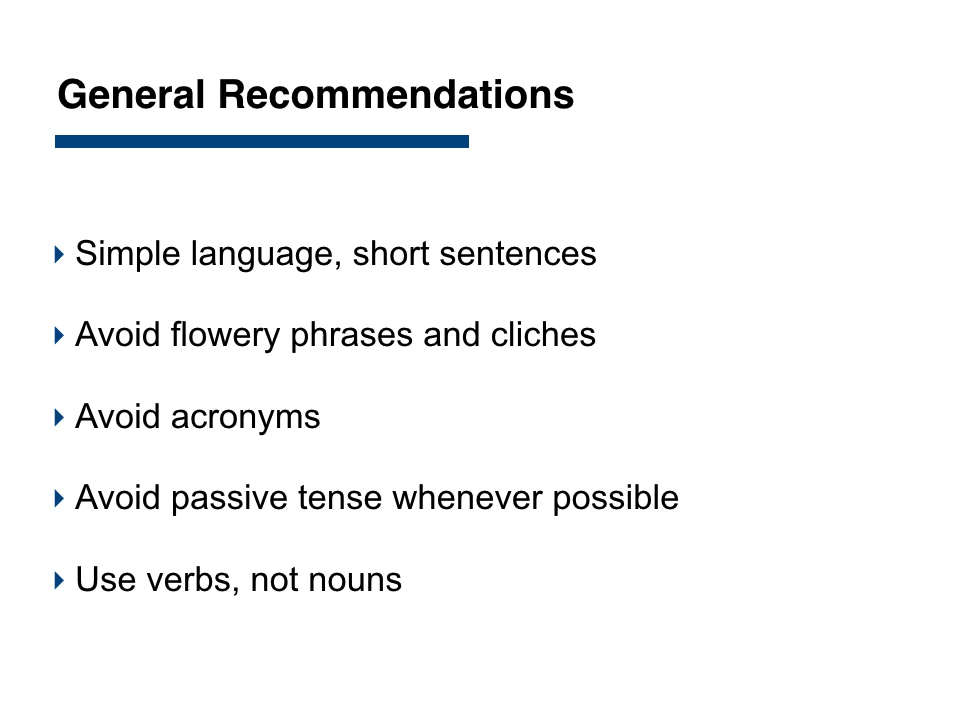 General Recommendations
Simple language, short sentences
Avoid flowery phrases and cliches
Avoid acronyms
Avoid passive tense whenever possible
Use verbs, not nouns